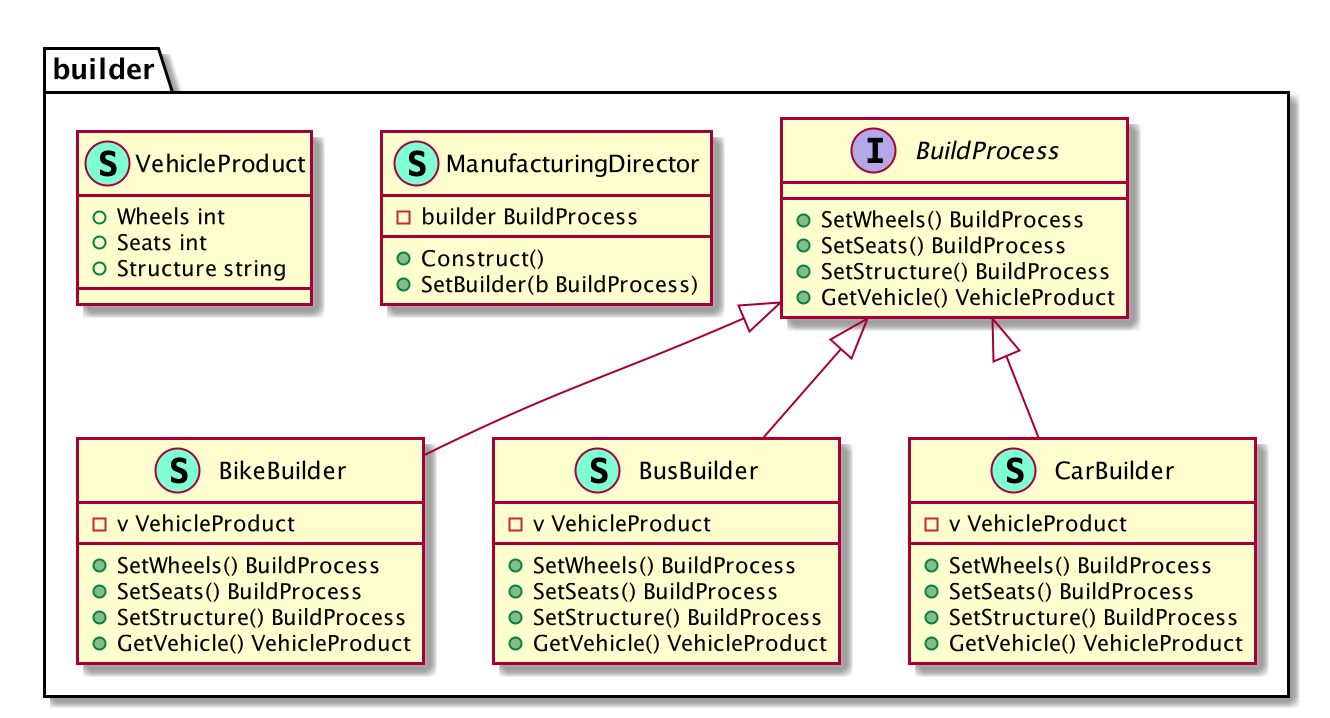 builder
S VehicleProduct
Wheels int
Seats int
Structure string
S ManufacturingDirector
builder BuildProcess
Construct()
SetBuilder(b BuildProcess)
I BuildProcess
SetWheels() BuildProcess
SetSeats() BuildProcess
SetStructure() BuildProcess
GetVehicle() VehicleProduct
S BikeBuilder
v VehicleProduct
SetWheels() BuildProcess
SetSeats() BuildProcess
SetStructure() BuildProcess
GetVehicle() VehicleProduct
S BusBuilder
v VehicleProduct
SetWheels() BuildProcess
SetSeats() BuildProcess
SetStructure() BuildProcess
GetVehicle() VehicleProduct
S CarBuilder
v VehicleProduct
SetWheels() BuildProcess
SetSeats() BuildProcess
SetStructure() BuildProcess
GetVehicle() VehicleProduct